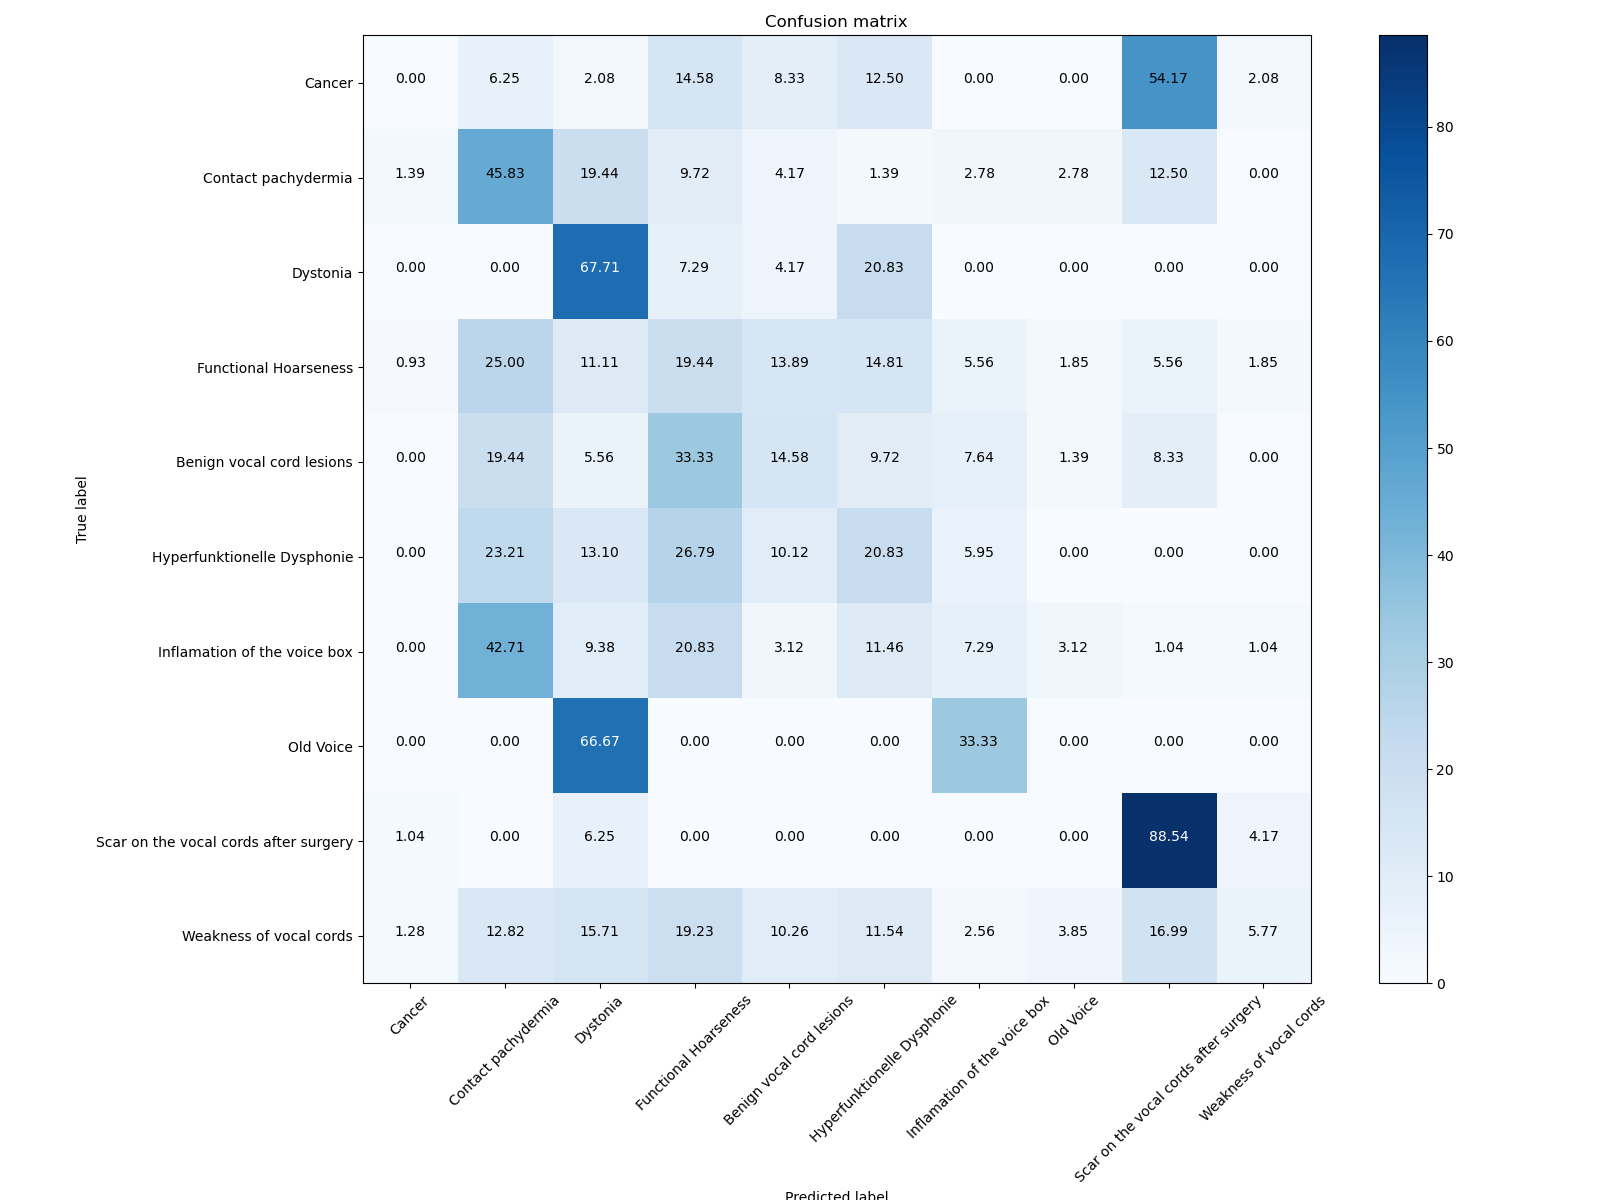 Confusion matrix
True label
Cancer 0.00 6.25 2.08 14.58 8.33 12.50 0.00 0.00 54.17 2.08
Contact pachydermia 1.39 45.83 19.44 9.72 4.17 1.39 2.78 2.78 12.50 0.00
Dystonia 0.00 0.00 67.71 7.29 4.17 20.83 0.00 0.00 0.00 0.00
Functional Hoarseness 0.93 25.00 11.11 19.44 13.89 14.81 5.56 1.85 5.56 1.85
Benign vocal cord lesions 0.00 19.44 5.56 33.33 14.58 9.72 7.64 1.39 8.33 0.00
Hyperfunktionelle Dysphonie 0.00 23.21 13.10 26.79 10.12 20.83 5.95 0.00 0.00 0.00
Inflamation of the voice box 0.00 42.71 9.38 20.83 3.12 11.46 7.29 3.12 1.04 1.04
Old Voice 0.00 0.00 66.67 0.00 0.00 0.00 33.33 0.00 0.00 0.00
Scar on the vocal cords after surgery 1.04 0.00 6.25 0.00 0.00 0.00 0.00 0.00 88.54 4.17
Weakness of vocal cords 1.28 12.82 15.71 19.23 10.26 11.54 2.56 3.85 16.99 5.77
Cancer
Contact pachydermia
Dystonia
Functional Hoarseness
Benign vocal cord lesions
Hyperfunktionelle Dysphonie
Inflamation of the voice box
Old Voice
Scar on the vocal cords after surgery
Weakness of vocal cords
Predicted label
80
70
60
50
40
30
20
10
0